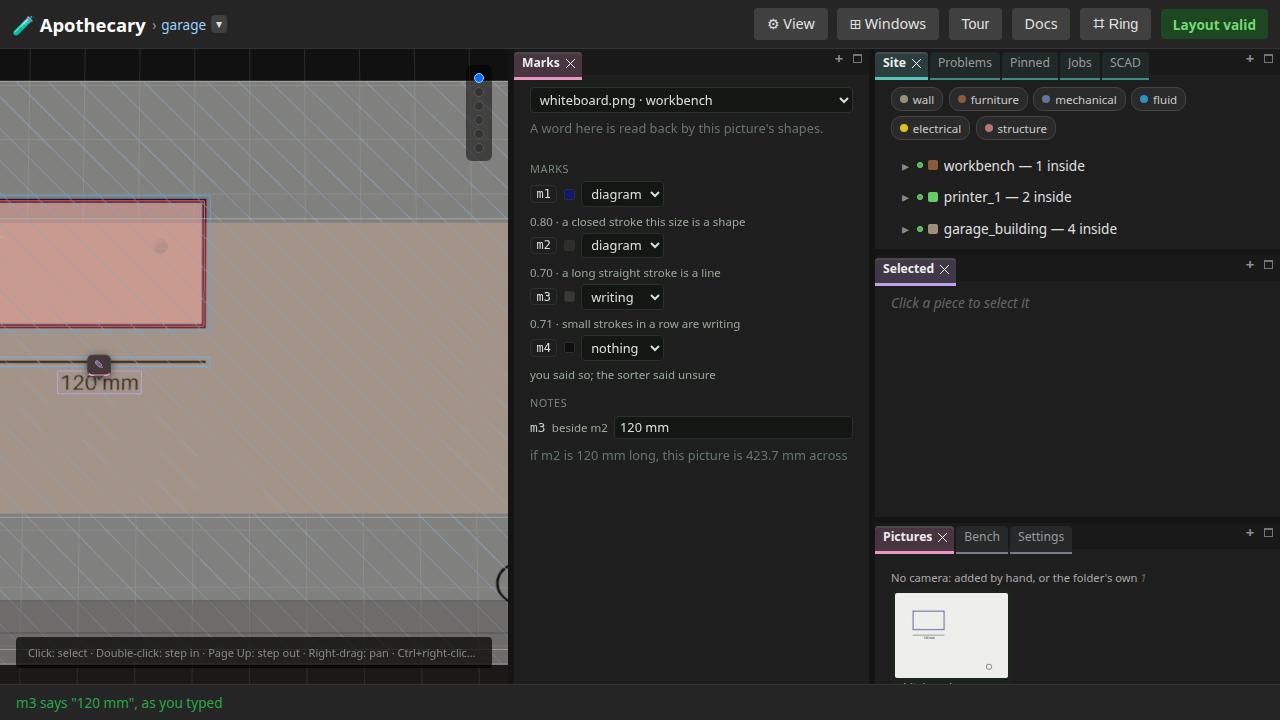 Apothecary › garage ▾
View
Windows
Tour
Docs
Ring
Layout valid
Marks
whiteboard.png · workbench
A word here is read back by this picture's shapes.
MARKS
m1 diagram
0.80 · a closed stroke this size is a shape
m2 diagram
0.70 · a long straight stroke is a line
m3 writing
0.71 · small strokes in a row are writing
m4 nothing
you said so; the sorter said unsure
NOTES
m3 beside m2 120 mm
if m2 is 120 mm long, this picture is 423.7 mm across
120 mm
Click: select · Double-click: step in · Page Up: step out · Right-drag: pan · Ctrl+right-clic...
Site Problems Pinned Jobs SCAD
wall furniture mechanical fluid
electrical structure
workbench — 1 inside
printer_1 — 2 inside
garage_building — 4 inside
Selected
Click a piece to select it
Pictures Bench Settings
No camera: added by hand, or the folder's own 1
m3 says "120 mm", as you typed